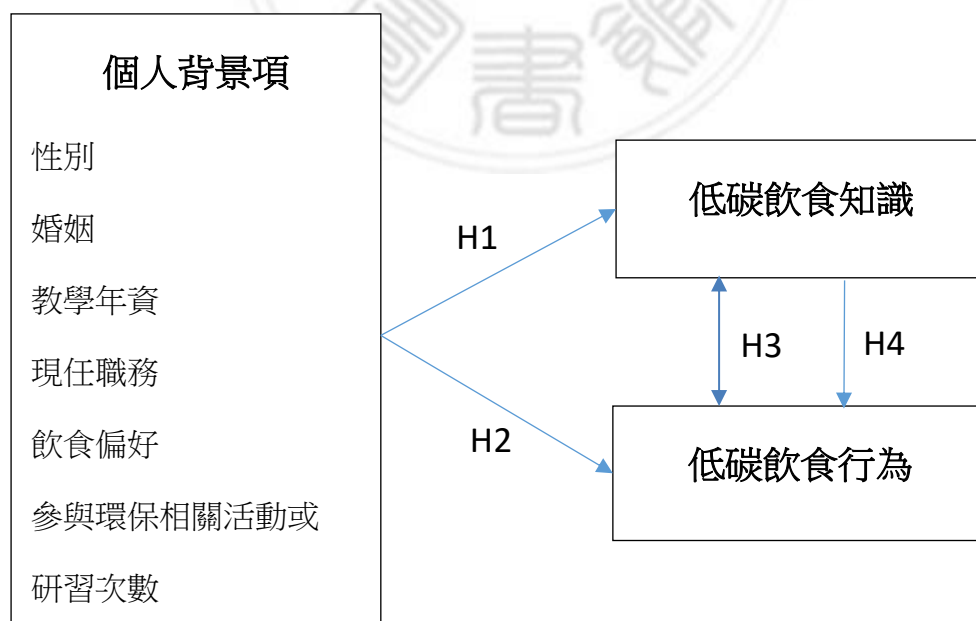 個人背景項
性別
婚姻
教學年資
現任職務
飲食偏好
參與環保相關活動或
研習次數
H1
H2
低碳飲食知識
H3
H4
低碳飲食行為